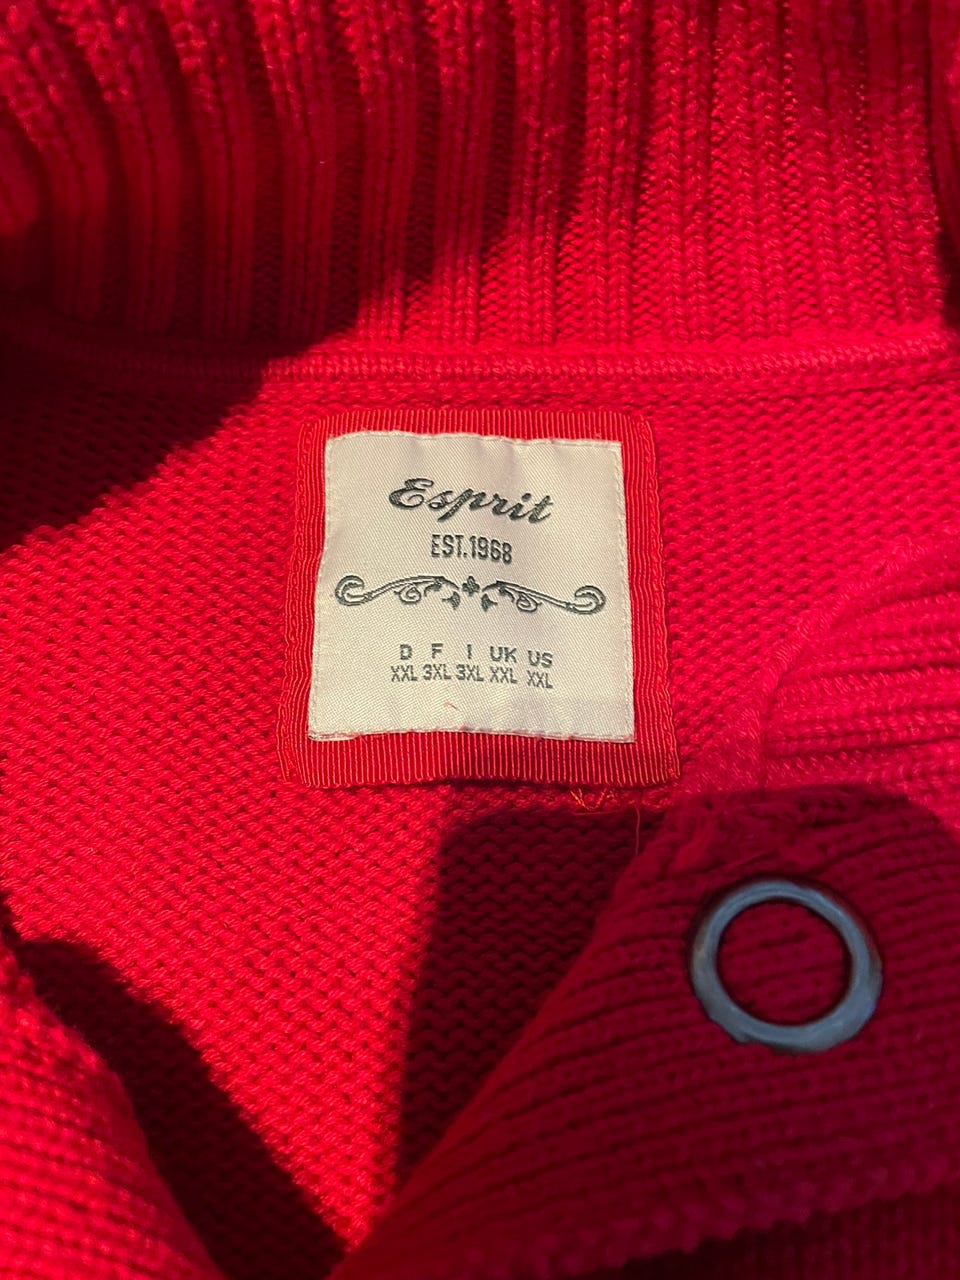 Esprit
EST.1968
D F I UK US
XXL 3XL 3XL XXL XXL